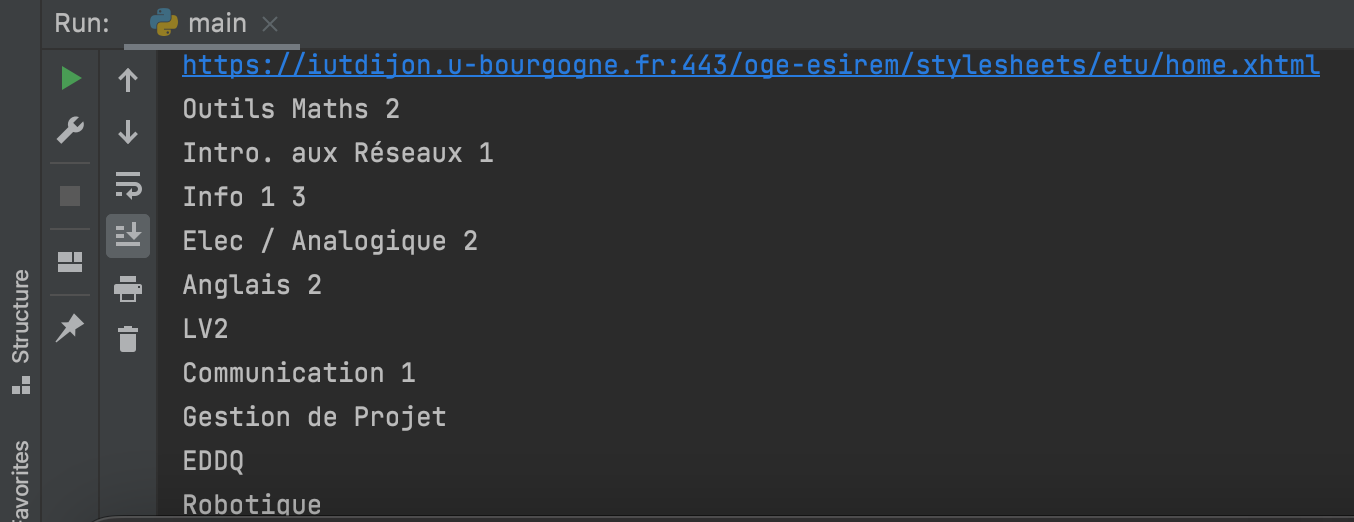 Run: main
https://iutdijon.u-bourgogne.fr:443/oge-esirem/stylesheets/etu/home.xhtml
Outils Maths 2
Intro. aux Réseaux 1
Info 1 3
Elec / Analogique 2
Anglais 2
LV2
Communication 1
Gestion de Projet
EDDQ
Robotique
Structure
avorites